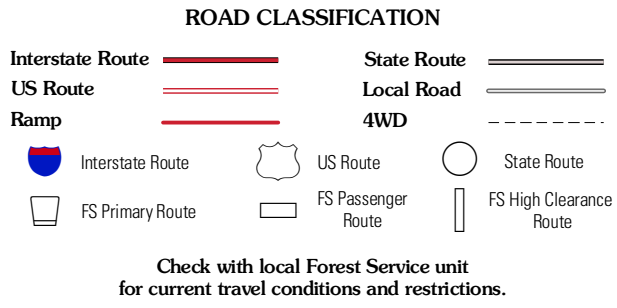 ROAD CLASSIFICATION
Interstate Route
State Route
US Route
Local Road
Ramp
4WD
Interstate Route
US Route
State Route
FS Primary Route
FS Passenger
Route
FS High Clearance
Route
Check with local Forest Service unit
for current travel conditions and restrictions.